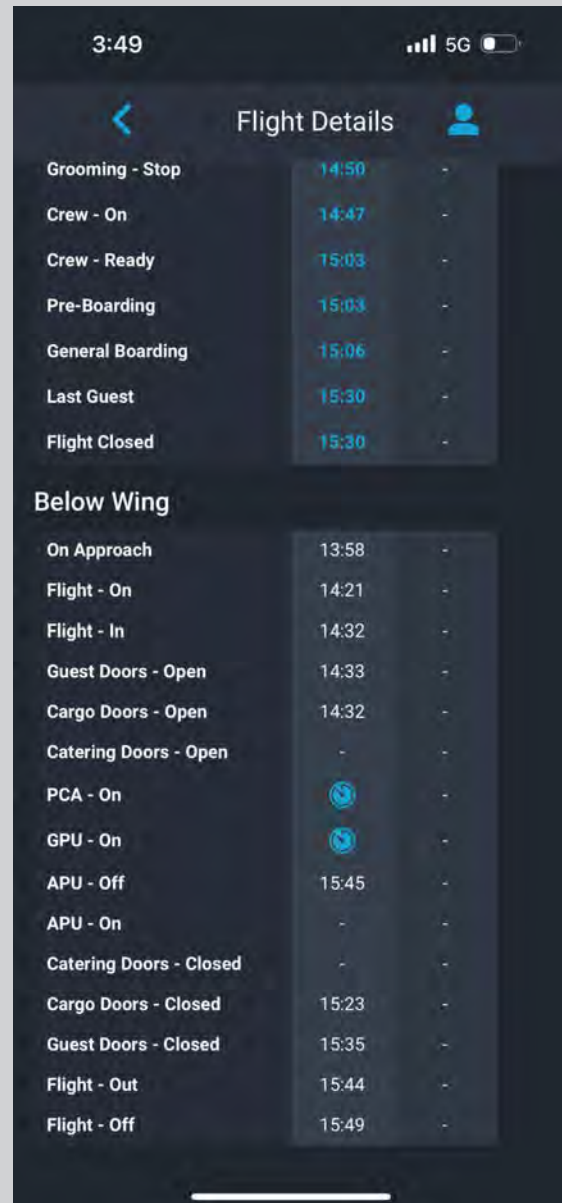 3:49 5G
Flight Details
Grooming - Stop 14:50 -
Crew - On 14:47 -
Crew - Ready 15:03 -
Pre-Boarding 15:03 -
General Boarding 15:06 -
Last Guest 15:30 -
Flight Closed 15:30 -
Below Wing
On Approach 13:58 -
Flight - On 14:21 -
Flight - In 14:32 -
Guest Doors - Open 14:33 -
Cargo Doors - Open 14:32 -
Catering Doors - Open - -
PCA - On -
GPU - On -
APU - Off 15:45 -
APU - On - -
Catering Doors - Closed - -
Cargo Doors - Closed 15:23 -
Guest Doors - Closed 15:35 -
Flight - Out 15:44 -
Flight - Off 15:49 -